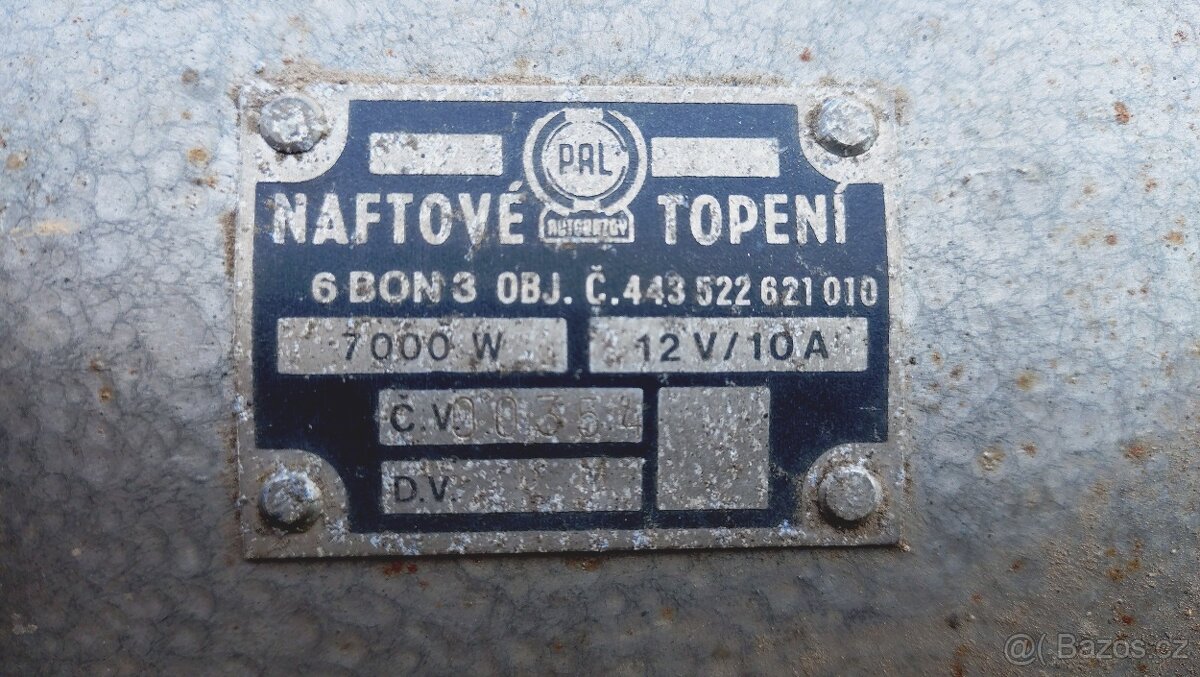 PAL
NAFTOVÉ AUTOBRZDY TOPENÍ
6 BON 3 OBJ. Č. 443 522 621 010
7000 W 12 V/10 A
Č.V. 00354
D.V.
@(.Bazos.cz